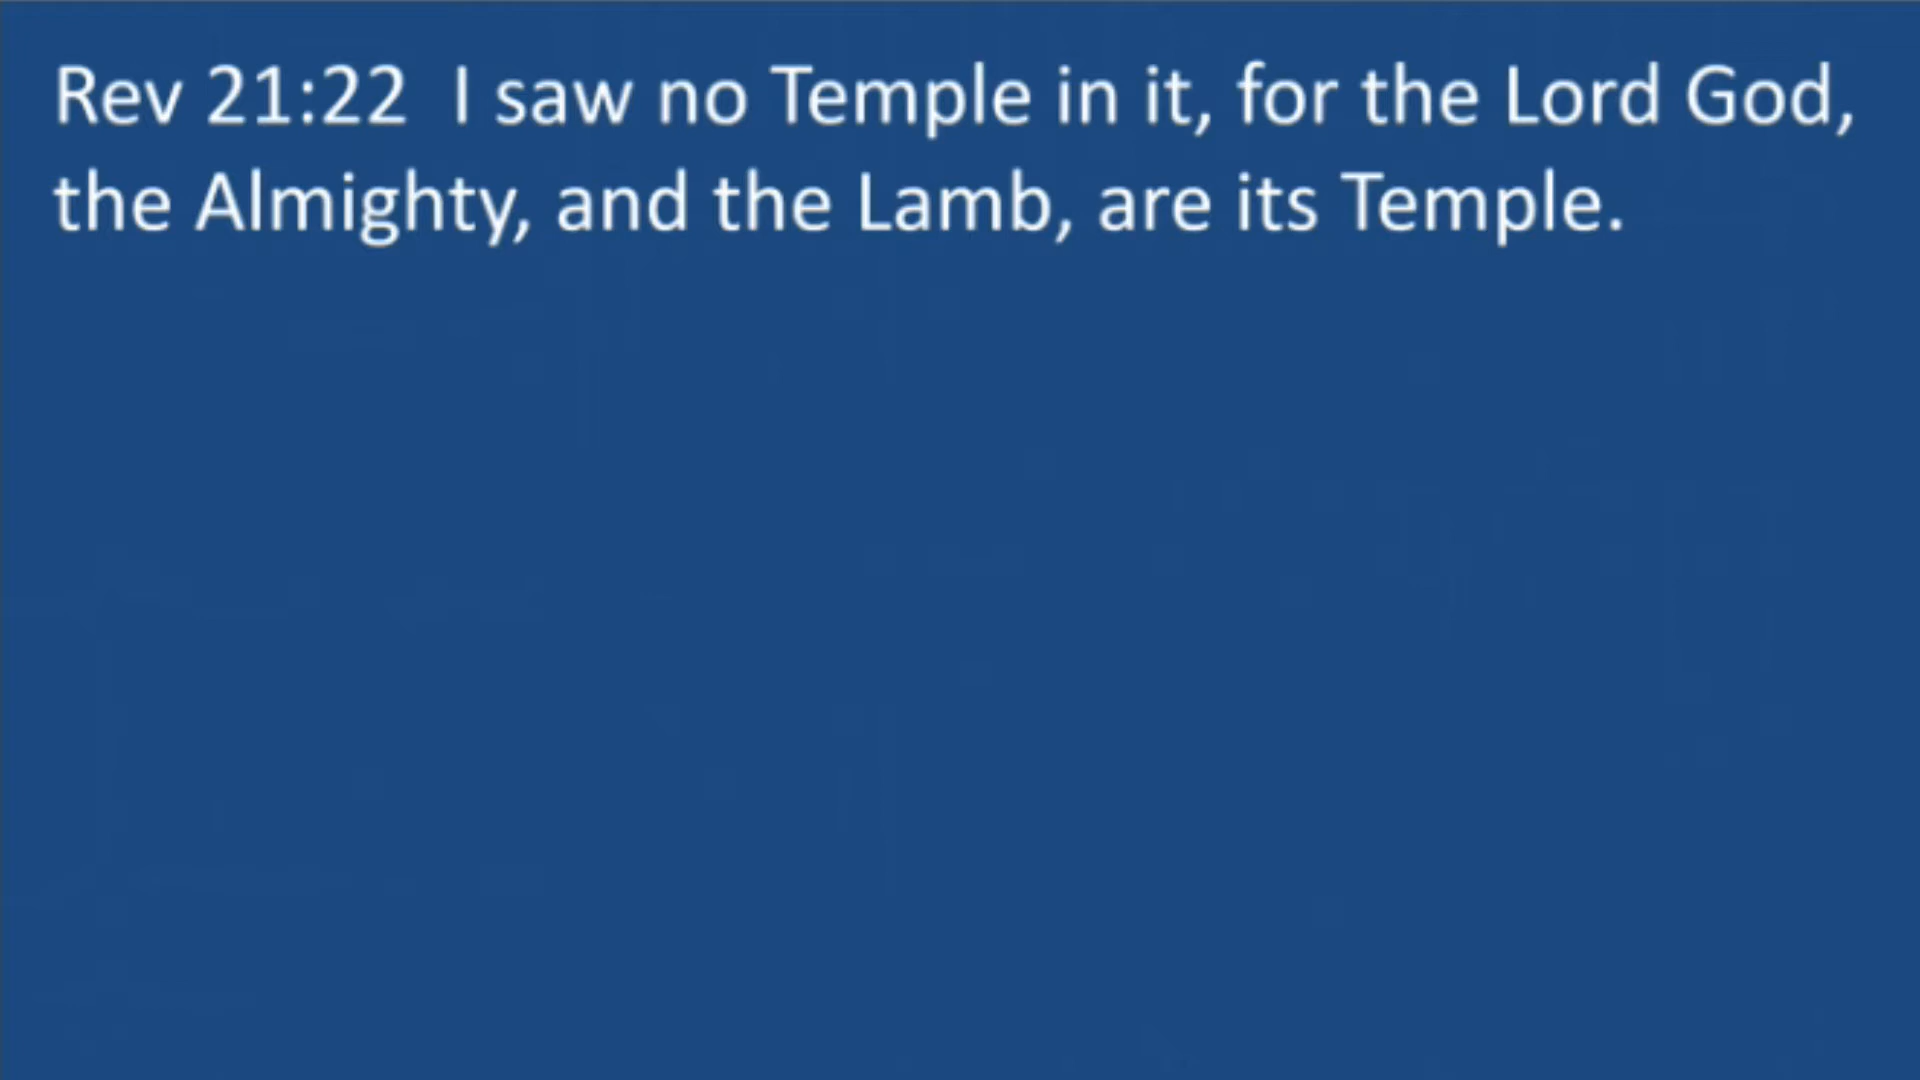 Rev 21:22  I saw no Temple in it, for the Lord God,
the Almighty, and the Lamb, are its Temple.